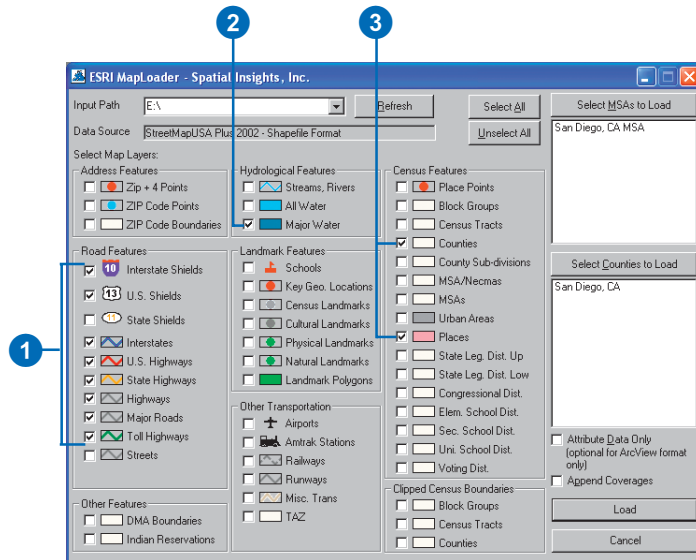 2
3
ESRI MapLoader - Spatial Insights, Inc.
Input Path
E:\
Refresh
Select All
Data Source
StreetMapUSA Plus 2002 - Shapefile Format
Unselect All
Select Map Layers:
Address Features
Zip + 4 Points
ZIP Code Points
ZIP Code Boundaries
Road Features
1
10
Interstate Shields
13
U.S. Shields
11
State Shields
Interstates
U.S. Highways
State Highways
Highways
Major Roads
Toll Highways
Streets
Other Features
DMA Boundaries
Indian Reservations
Hydrological Features
Streams, Rivers
All Water
Major Water
Landmark Features
Schools
Key Geo. Locations
Census Landmarks
Cultural Landmarks
Physical Landmarks
Natural Landmarks
Landmark Polygons
Other Transportation
Airports
Amtrak Stations
Railways
Runways
Misc. Trans
TAZ
Census Features
Place Points
Block Groups
Census Tracts
Counties
County Sub-divisions
MSA/Necmas
MSAs
Urban Areas
Places
State Leg. Dist. Up
State Leg. Dist. Low
Congressional Dist.
Elem. School Dist.
Sec. School Dist.
Uni. School Dist.
Voting Dist.
Clipped Census Boundaries
Block Groups
Census Tracts
Counties
Select MSAs to Load
San Diego, CA MSA
Select Counties to Load
San Diego, CA
Attribute Data Only
(optional for ArcView format
only)
Append Coverages
Load
Cancel